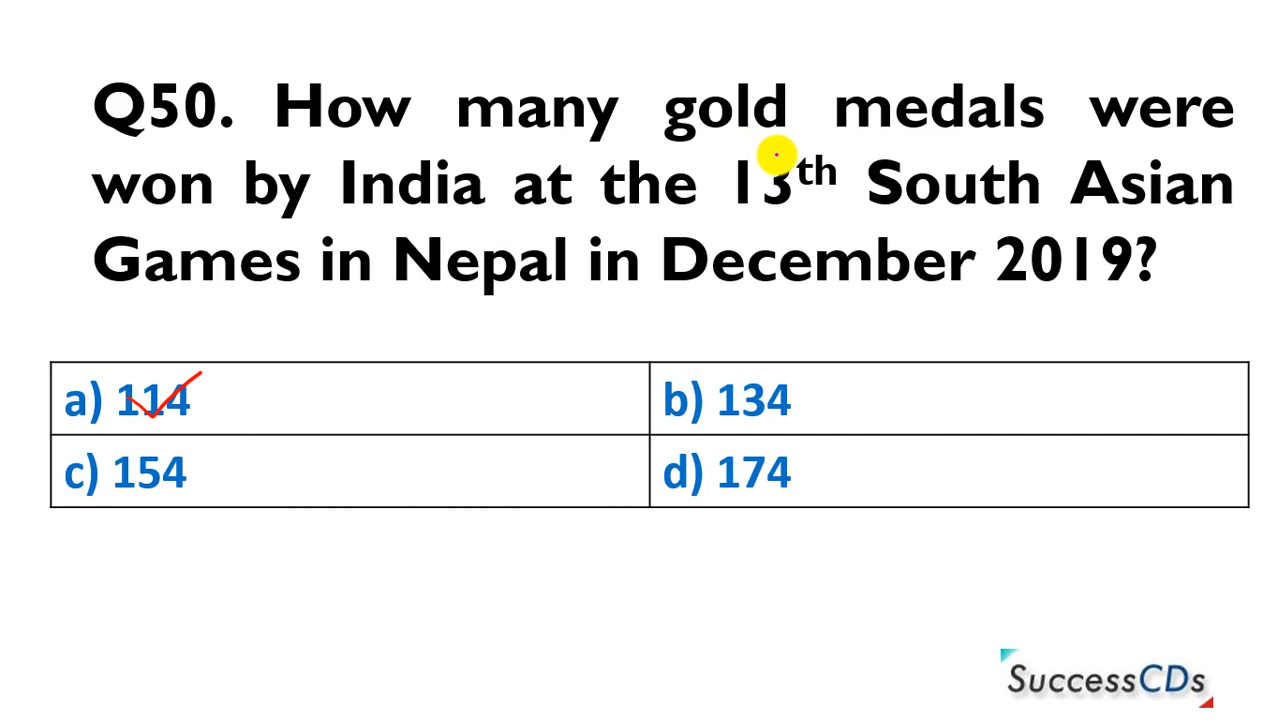 Q50. How many gold medals were
won by India at the 13th South Asian
Games in Nepal in December 2019?
a) 114
b) 134
c) 154
d) 174
SuccessCDs